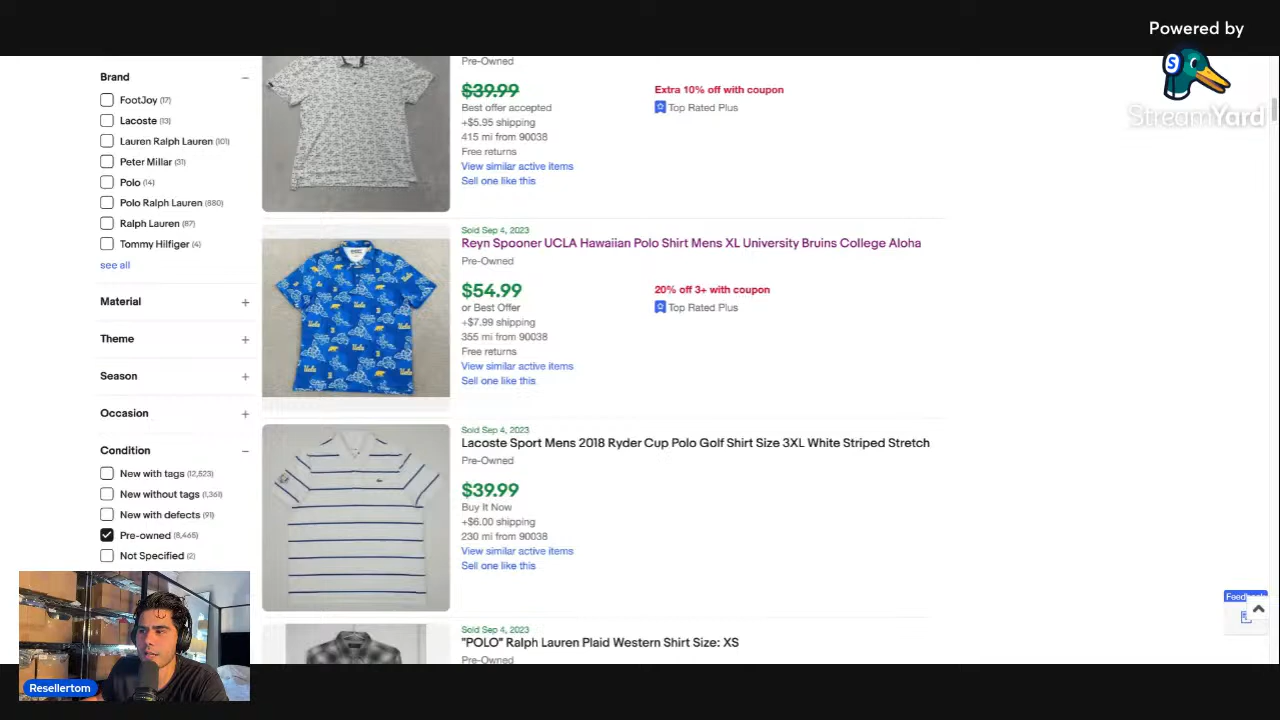 Powered by
StreamYard
Brand
FootJoy (17)
Lacoste (13)
Lauren Ralph Lauren (101)
Peter Millar (31)
Polo (14)
Polo Ralph Lauren (880)
Ralph Lauren (87)
Tommy Hilfiger (4)
see all
Material
Theme
Season
Occasion
Condition
New with tags (12,523)
New without tags (1,361)
New with defects (91)
Pre-owned (8,465)
Not Specified (2)
Pre-Owned
$39.99
Best offer accepted
+$5.95 shipping
415 mi from 90038
Free returns
View similar active items
Sell one like this
Extra 10% off with coupon
Top Rated Plus
Sold Sep 4, 2023
Reyn Spooner UCLA Hawaiian Polo Shirt Mens XL University Bruins College Aloha
Pre-Owned
$54.99
or Best Offer
+$7.99 shipping
355 mi from 90038
Free returns
View similar active items
Sell one like this
20% off 3+ with coupon
Top Rated Plus
Sold Sep 4, 2023
Lacoste Sport Mens 2018 Ryder Cup Polo Golf Shirt Size 3XL White Striped Stretch
Pre-Owned
$39.99
Buy It Now
+$6.00 shipping
230 mi from 90038
View similar active items
Sell one like this
Sold Sep 4, 2023
"POLO" Ralph Lauren Plaid Western Shirt Size: XS
Pre-Owned
Resellertom